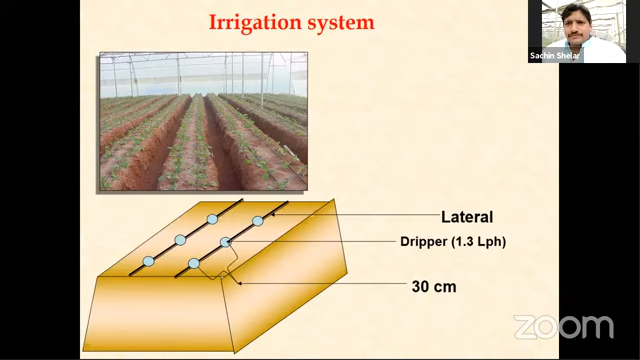 Irrigation system
Sachin Shelar
Lateral
Dripper (1.3 Lph)
30 cm
zoom